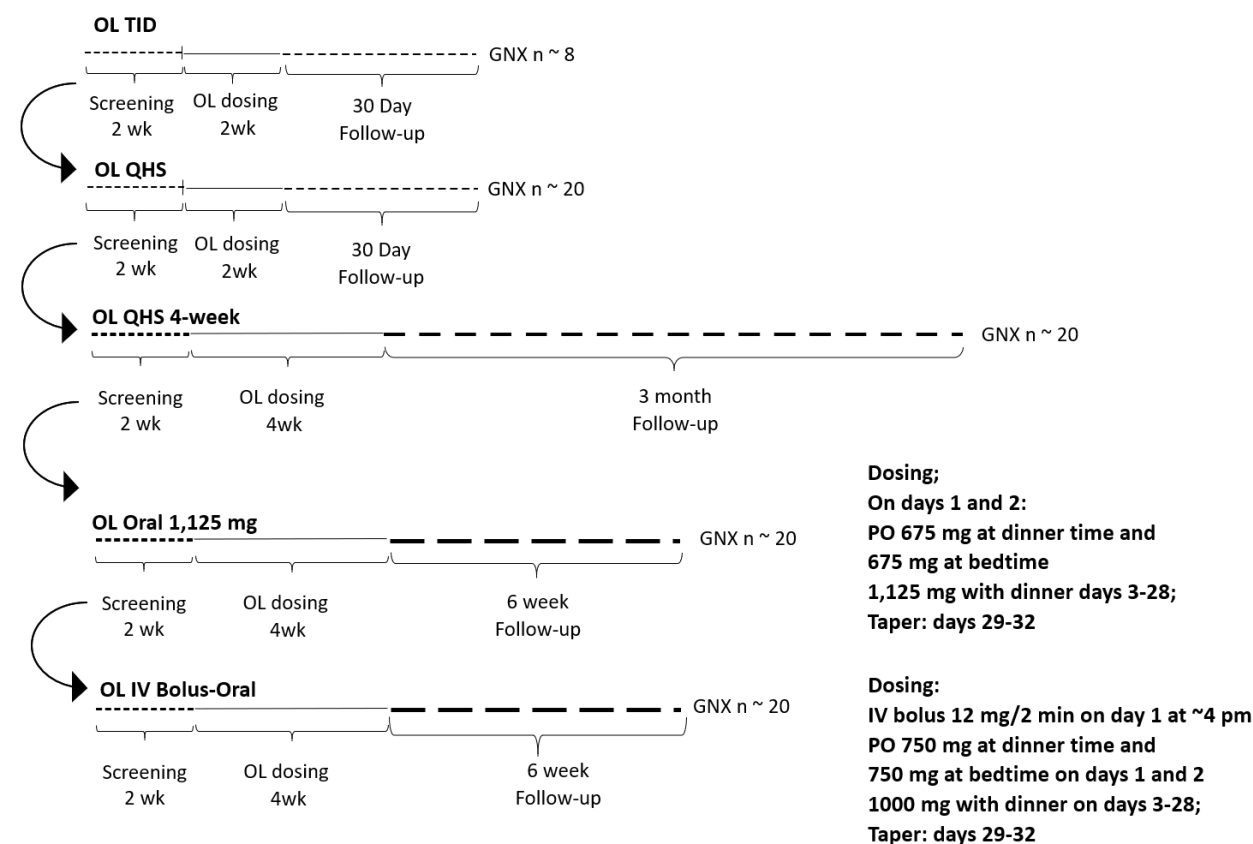 OL TID
GNX n ~ 8
Screening
2 wk
OL dosing
2wk
30 Day
Follow-up
OL QHS
GNX n ~ 20
Screening
2 wk
OL dosing
2wk
30 Day
Follow-up
OL QHS 4-week
GNX n ~ 20
Screening
2 wk
OL dosing
4wk
3 month
Follow-up
OL Oral 1,125 mg
GNX n ~ 20
Screening
2 wk
OL dosing
4wk
6 week
Follow-up
Dosing;
On days 1 and 2:
PO 675 mg at dinner time and
675 mg at bedtime
1,125 mg with dinner days 3-28;
Taper: days 29-32
OL IV Bolus-Oral
GNX n ~ 20
Screening
2 wk
OL dosing
4wk
6 week
Follow-up
Dosing:
IV bolus 12 mg/2 min on day 1 at ~4 pm
PO 750 mg at dinner time and
750 mg at bedtime on days 1 and 2
1000 mg with dinner on days 3-28;
Taper: days 29-32